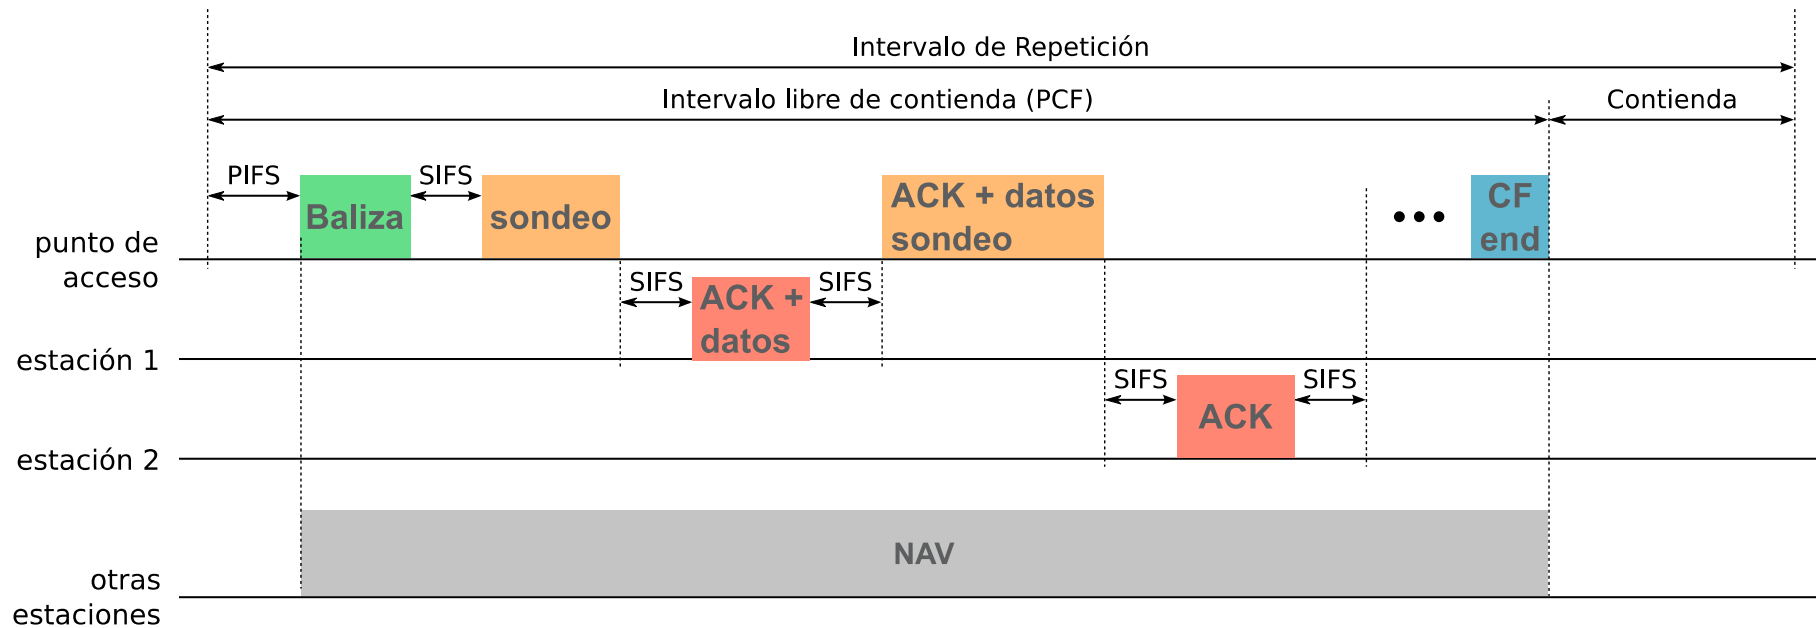 Intervalo de Repetición
Intervalo libre de contienda (PCF)
Contienda
PIFS
SIFS
Baliza
sondeo
ACK + datos
sondeo
CF
end
punto de
acceso
SIFS
SIFS
ACK +
datos
estación 1
SIFS
SIFS
ACK
estación 2
NAV
otras
estaciones